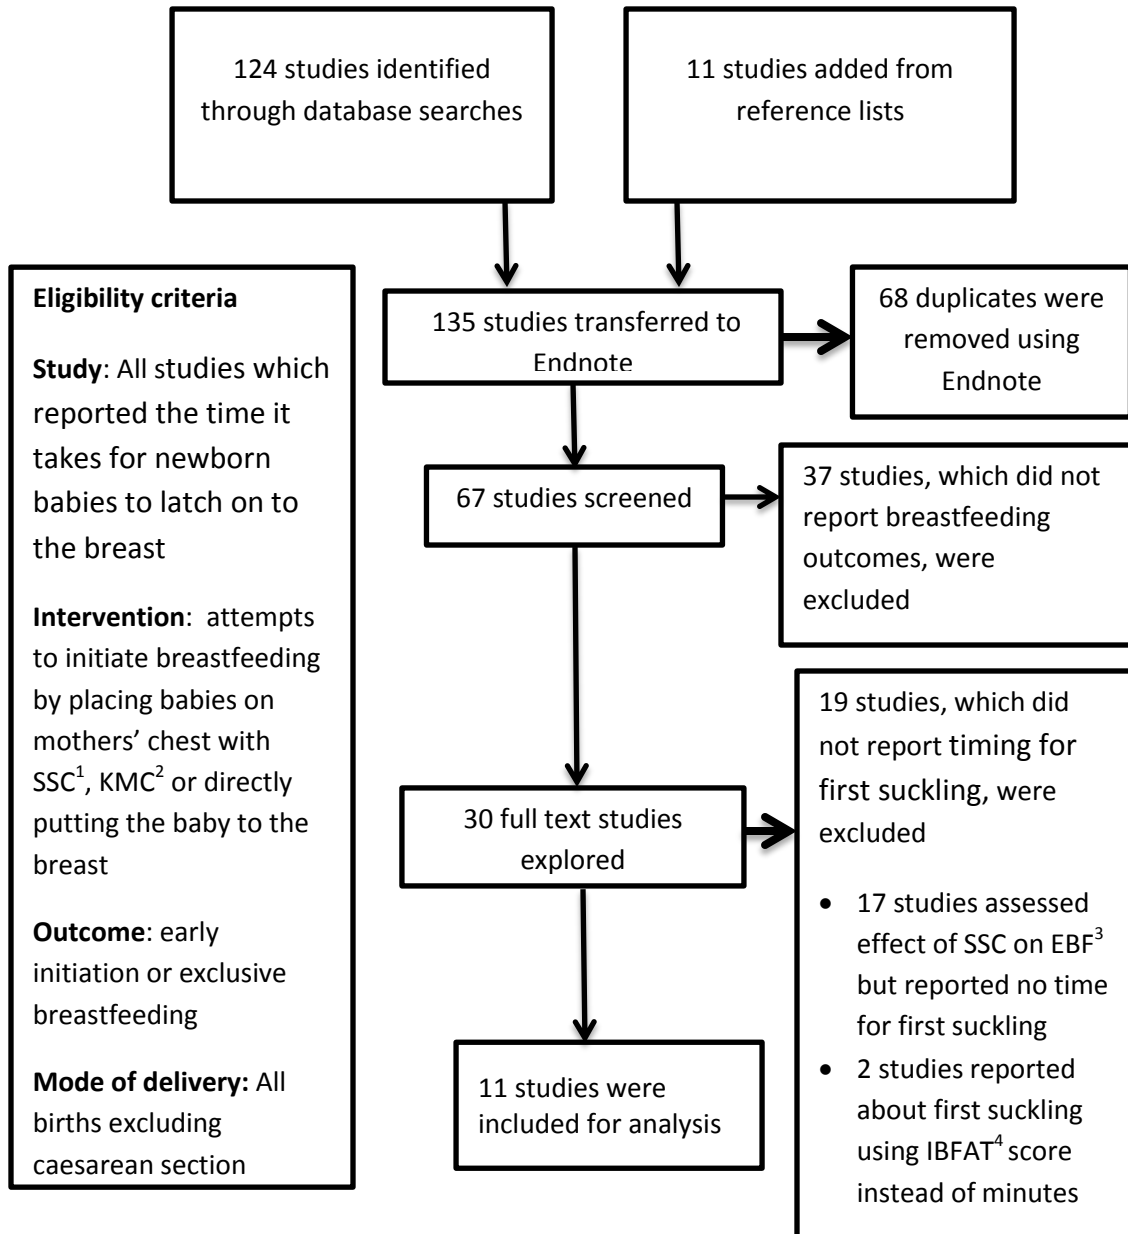 124 studies identified
through database searches
11 studies added from
reference lists
135 studies transferred to
Endnote
68 duplicates were
removed using
Endnote
Eligibility criteria
Study: All studies which
reported the time it
takes for newborn
babies to latch on to
the breast
Intervention: attempts
to initiate breastfeeding
by placing babies on
mothers’ chest with
SSC¹, KMC² or directly
putting the baby to the
breast
Outcome: early
initiation or exclusive
breastfeeding
Mode of delivery: All
births excluding
caesarean section
67 studies screened
37 studies, which did not
report breastfeeding
outcomes, were
excluded
30 full text studies
explored
19 studies, which did
not report timing for
first suckling, were
excluded
• 17 studies assessed
effect of SSC on EBF³
but reported no time
for first suckling
• 2 studies reported
about first suckling
using IBFAT⁴ score
instead of minutes
11 studies were
included for analysis